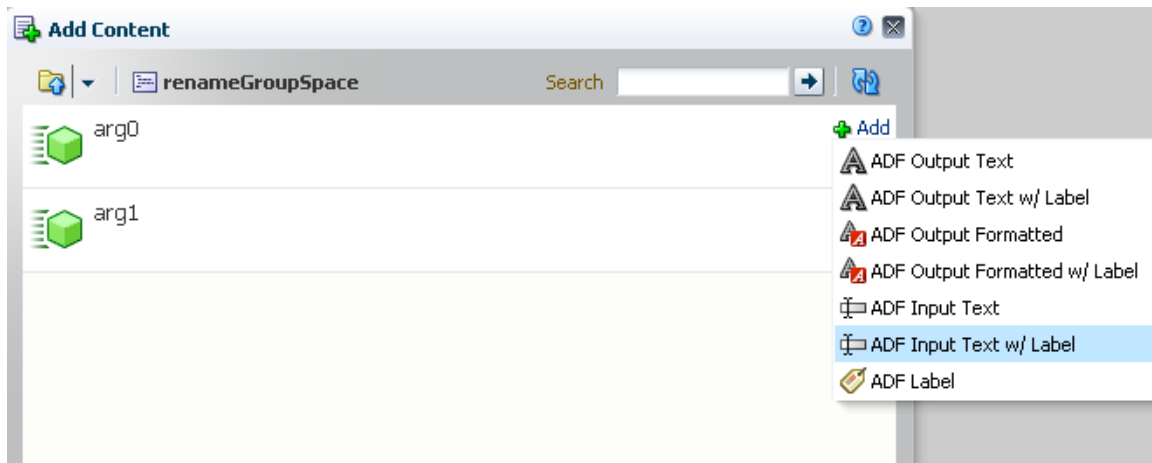 Add Content
renameGroupSpace Search
arg0 Add
ADF Output Text
ADF Output Text w/ Label
arg1
ADF Output Formatted
ADF Output Formatted w/ Label
ADF Input Text
ADF Input Text w/ Label
ADF Label